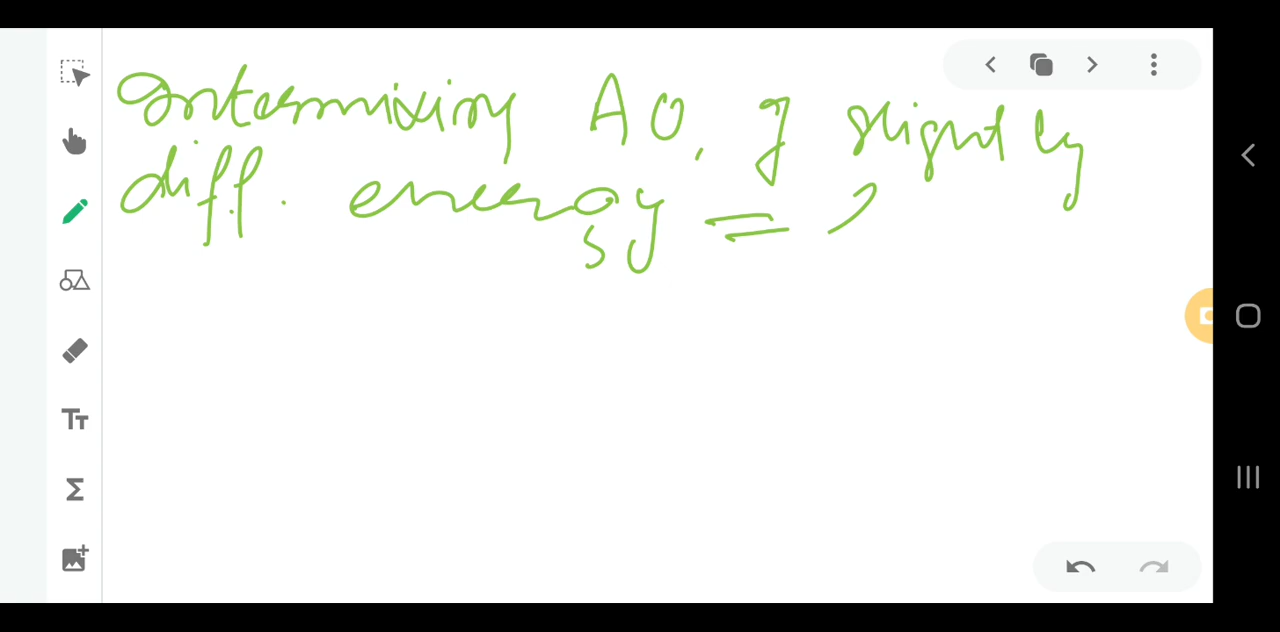 Intermixing AO, of slightly
diff. energy = ,